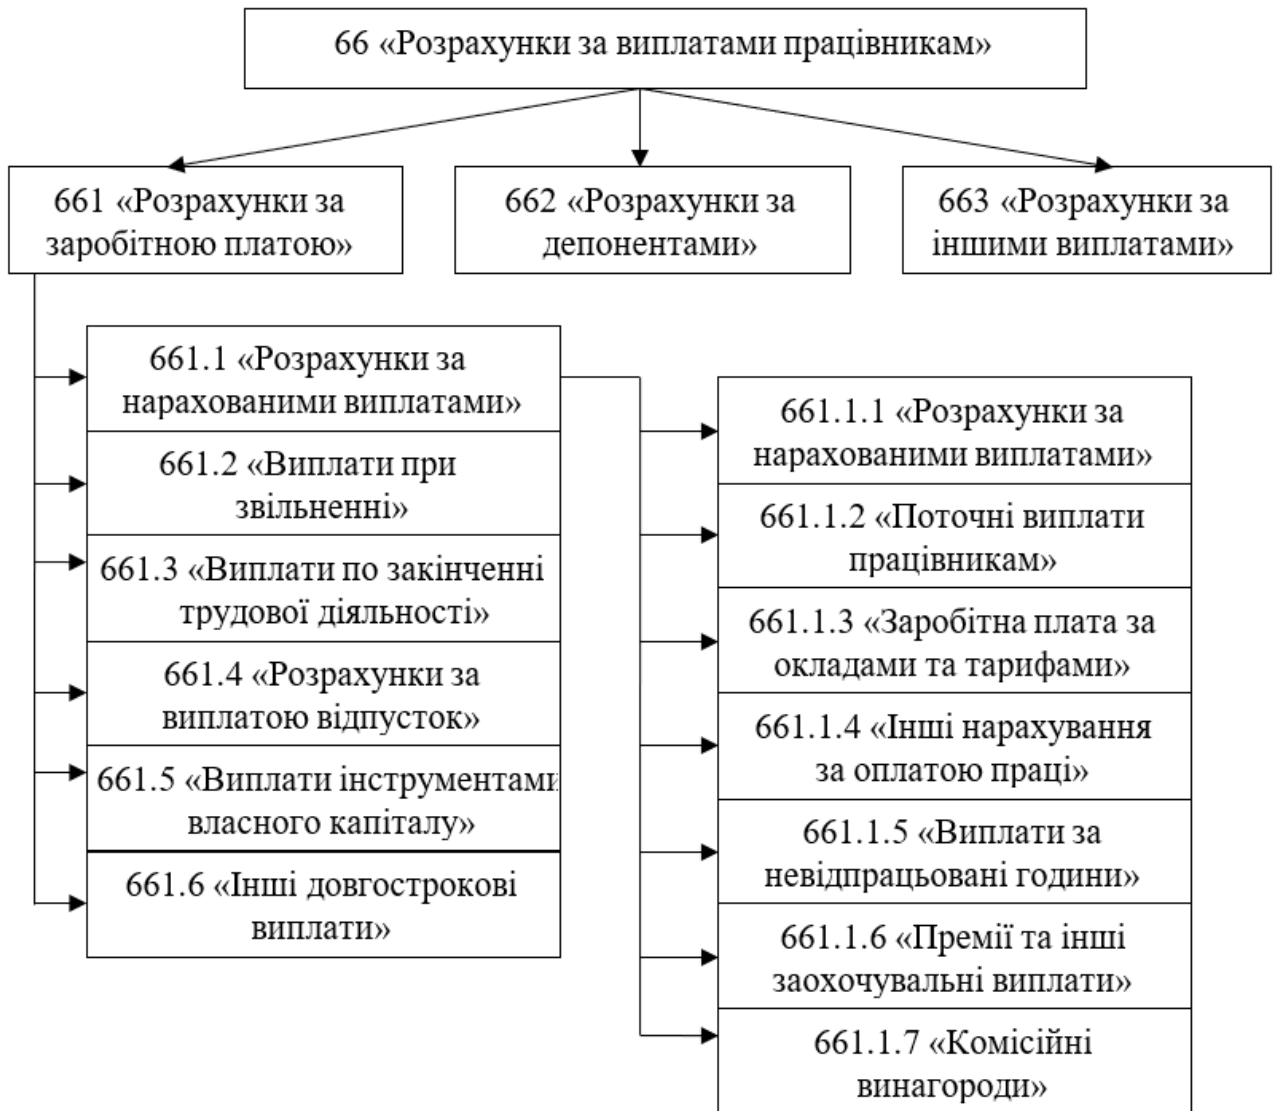 66 «Розрахунки за виплатами працівникам»
661 «Розрахунки за
заробітною платою»
662 «Розрахунки за
депонентами»
663 «Розрахунки за
іншими виплатами»
661.1 «Розрахунки за
нарахованими виплатами»
661.2 «Виплати при
звільненні»
661.3 «Виплати по закінченні
трудової діяльності»
661.4 «Розрахунки за
виплатою відпусток»
661.5 «Виплати інструментами
власного капіталу»
661.6 «Інші довгострокові
виплати»
661.1.1 «Розрахунки за
нарахованими виплатами»
661.1.2 «Поточні виплати
працівникам»
661.1.3 «Заробітна плата за
окладами та тарифами»
661.1.4 «Інші нарахування
за оплатою праці»
661.1.5 «Виплати за
невідпрацьовані години»
661.1.6 «Премії та інші
заохочувальні виплати»
661.1.7 «Комісійні
винагороди»